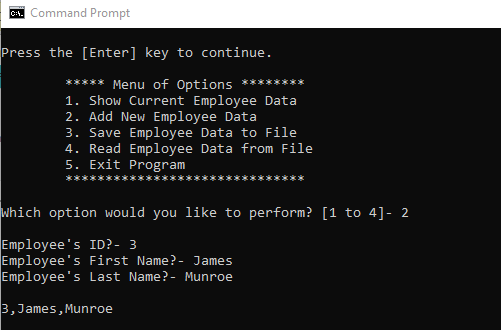 Command Prompt
Press the [Enter] key to continue.
***** Menu of Options ********
1. Show Current Employee Data
2. Add New Employee Data
3. Save Employee Data to File
4. Read Employee Data from File
5. Exit Program
******************************
Which option would you like to perform? [1 to 4]- 2
Employee's ID?- 3
Employee's First Name?- James
Employee's Last Name?- Munroe
3,James,Munroe